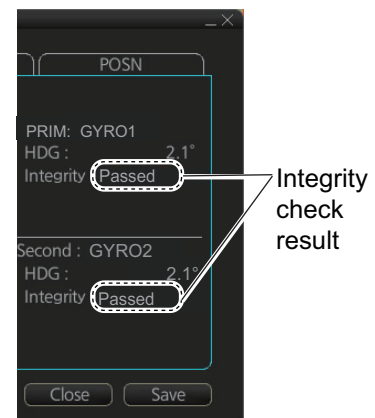 POSN
PRIM: GYRO1
HDG : 2.1°
Integrity Passed
Second : GYRO2
HDG : 2.1°
Integrity Passed
Close Save
Integrity
check
result